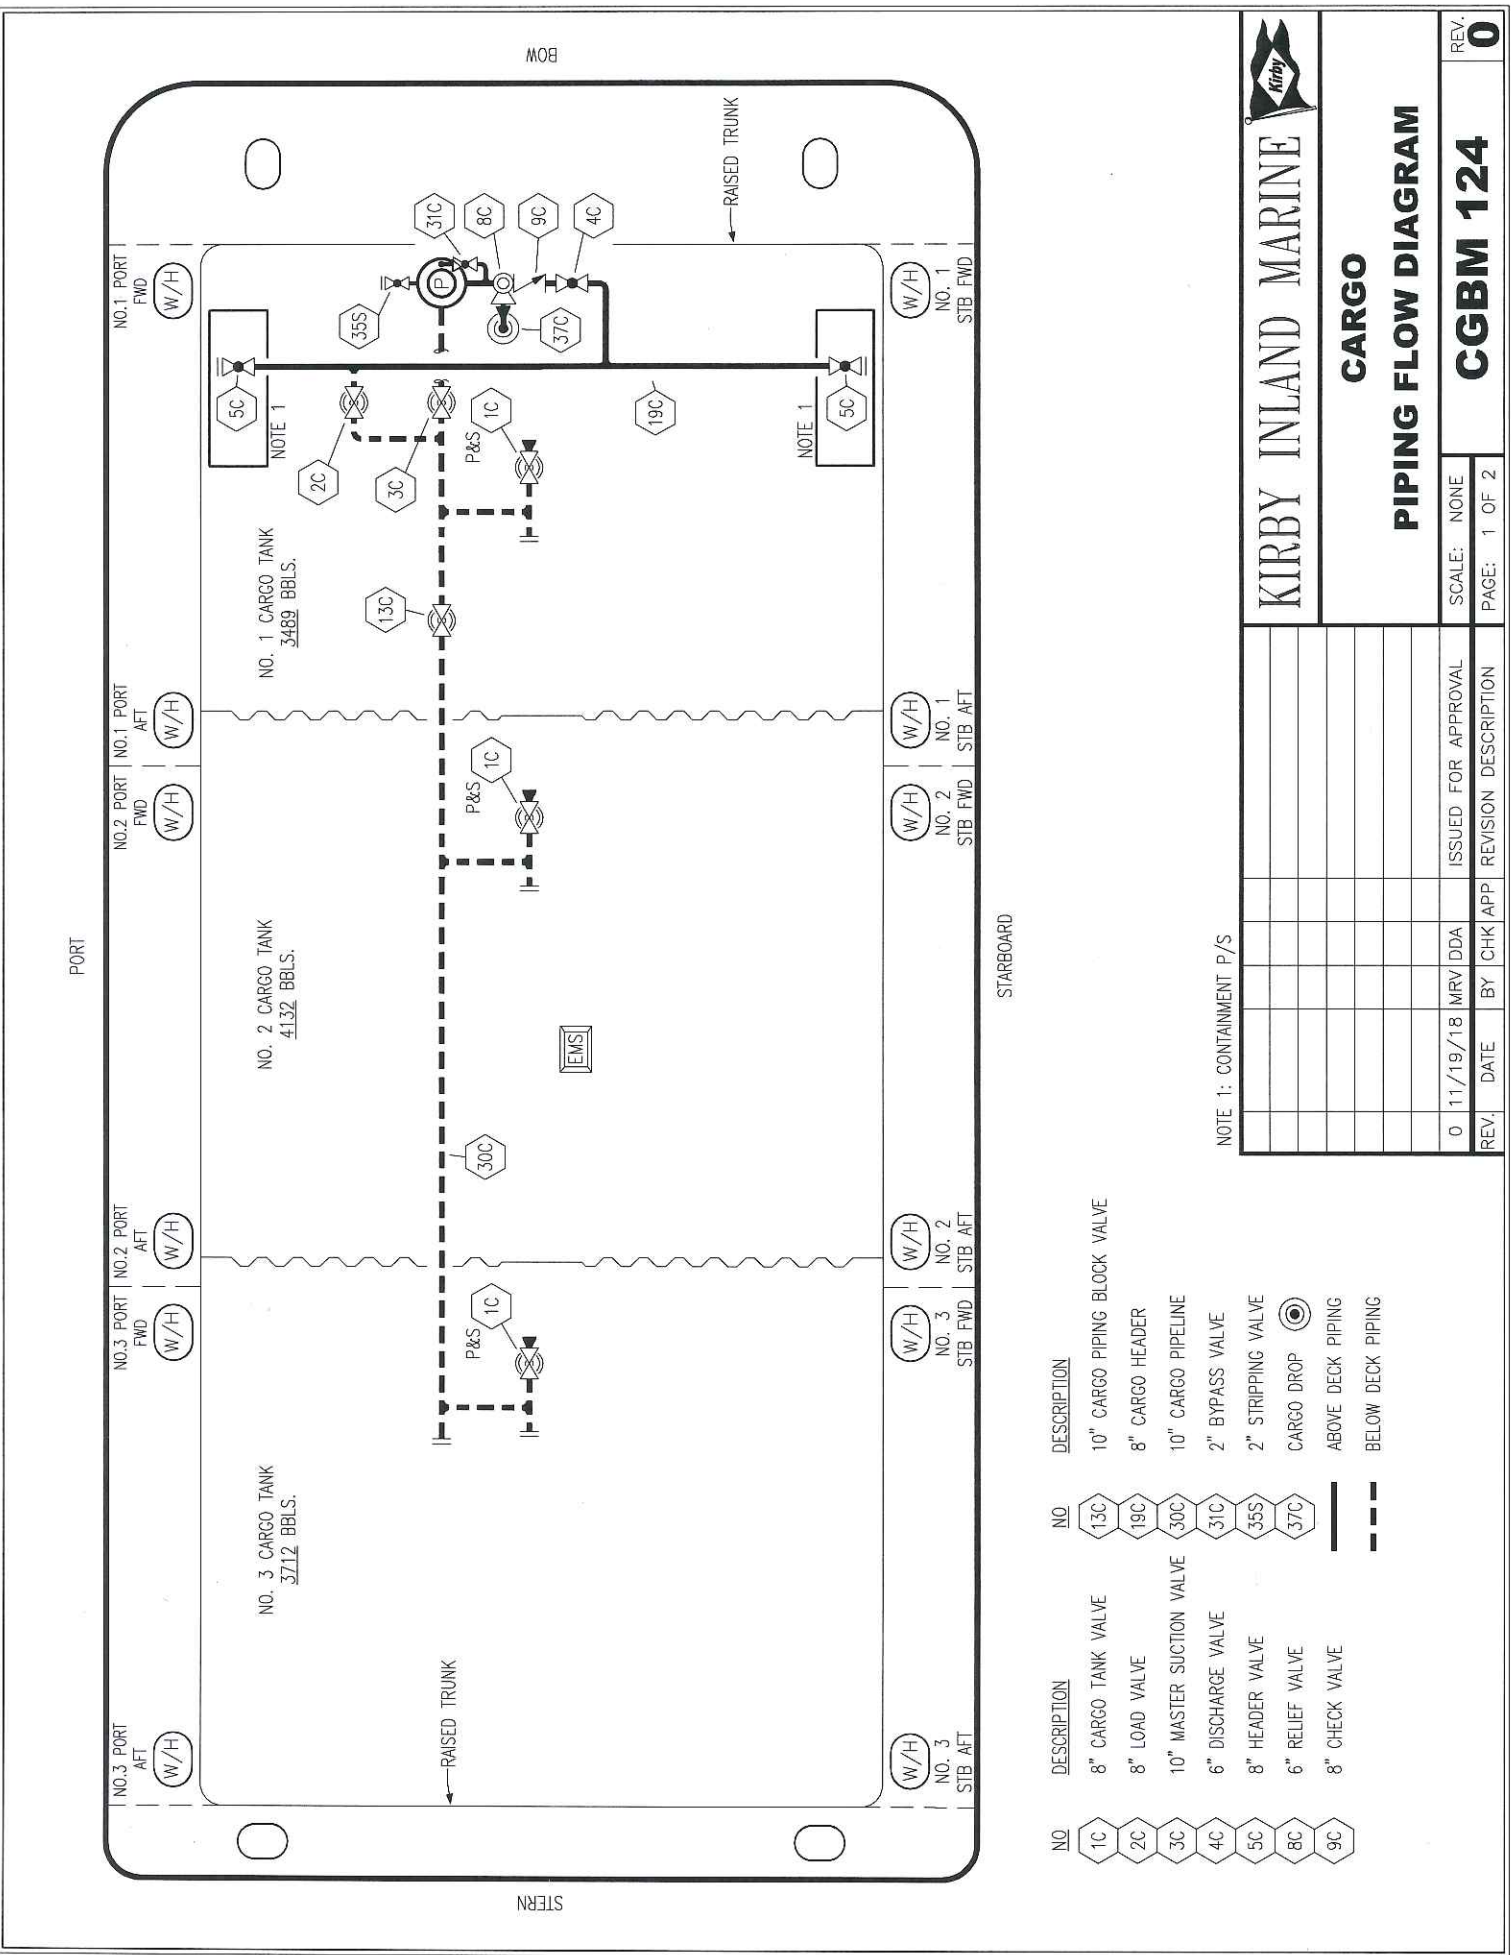 PORT
BOW
STERN
STARBOARD
NO.3 PORT
AFT
W/H
NO.3 PORT
FWD
W/H
NO.2 PORT
AFT
W/H
NO.2 PORT
FWD
W/H
NO.1 PORT
AFT
W/H
NO.1 PORT
FWD
W/H
NO. 3 CARGO TANK
3712 BBLS.
NO. 2 CARGO TANK
4132 BBLS.
NO. 1 CARGO TANK
3489 BBLS.
RAISED TRUNK
RAISED TRUNK
P&S
1C
30C
EMS
P&S
1C
13C
P&S
1C
2C
3C
5C
NOTE 1
35S
P
31C
8C
9C
4C
37C
19C
NOTE 1
5C
W/H
NO. 3
STB AFT
W/H
NO. 3
STB FWD
W/H
NO. 2
STB AFT
W/H
NO. 2
STB FWD
W/H
NO. 1
STB AFT
W/H
NO. 1
STB FWD
NO DESCRIPTION
1C 8" CARGO TANK VALVE
2C 8" LOAD VALVE
3C 10" MASTER SUCTION VALVE
4C 6" DISCHARGE VALVE
5C 8" HEADER VALVE
8C 6" RELIEF VALVE
9C 8" CHECK VALVE
NO DESCRIPTION
13C 10" CARGO PIPING BLOCK VALVE
19C 8" CARGO HEADER
30C 10" CARGO PIPELINE
31C 2" BYPASS VALVE
35S 2" STRIPPING VALVE
37C CARGO DROP
ABOVE DECK PIPING
BELOW DECK PIPING
NOTE 1: CONTAINMENT P/S
0 11/19/18 MRV DDA ISSUED FOR APPROVAL
REV. DATE BY CHK APP REVISION DESCRIPTION
KIRBY INLAND MARINE
Kirby
CARGO
PIPING FLOW DIAGRAM
SCALE: NONE
PAGE: 1 OF 2
CGBM 124
REV.
0